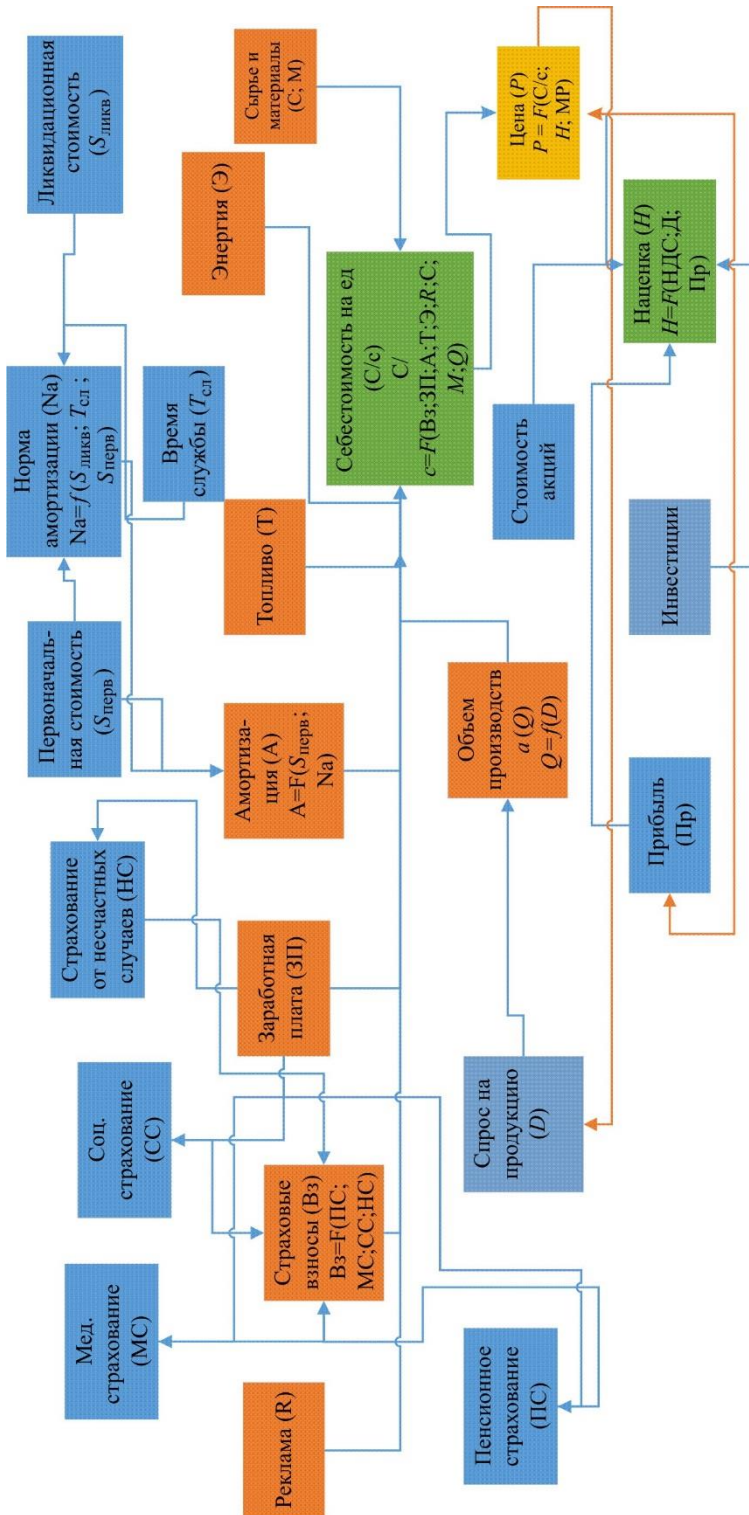 Мед.
страхование
(МС)
Соц.
страхование
(СС)
Страхование
от несчастных
случаев (НС)
Первоначаль-
ная стоимость
(Sперв)
Норма
амортизации (Na)
Na=f(Sликв; Tсл ;
Sперв)
Ликвидационная
стоимость
(Sликв)
Время
службы (Tсл)
Реклама (R)
Страховые
взносы (Вз)
Вз=F(ПС;
МС;СС;НС)
Заработная
плата (ЗП)
Амортиза-
ция (А)
А=F(Sперв;
Na)
Топливо (Т)
Энергия (Э)
Сырье и
материалы
(С; М)
Себестоимость на ед
(С/с)
С/
с=F(Вз;ЗП;А;Т;Э;R;С;
М;Q)
Пенсионное
страхование
(ПС)
Спрос на
продукцию
(D)
Объем
производств
а (Q)
Q=f(D)
Стоимость
акций
Цена (P)
P = F(С/с;
H; МР)
Прибыль
(Пр)
Инвестиции
Наценка (H)
H=F(НДС;Д;
Пр)